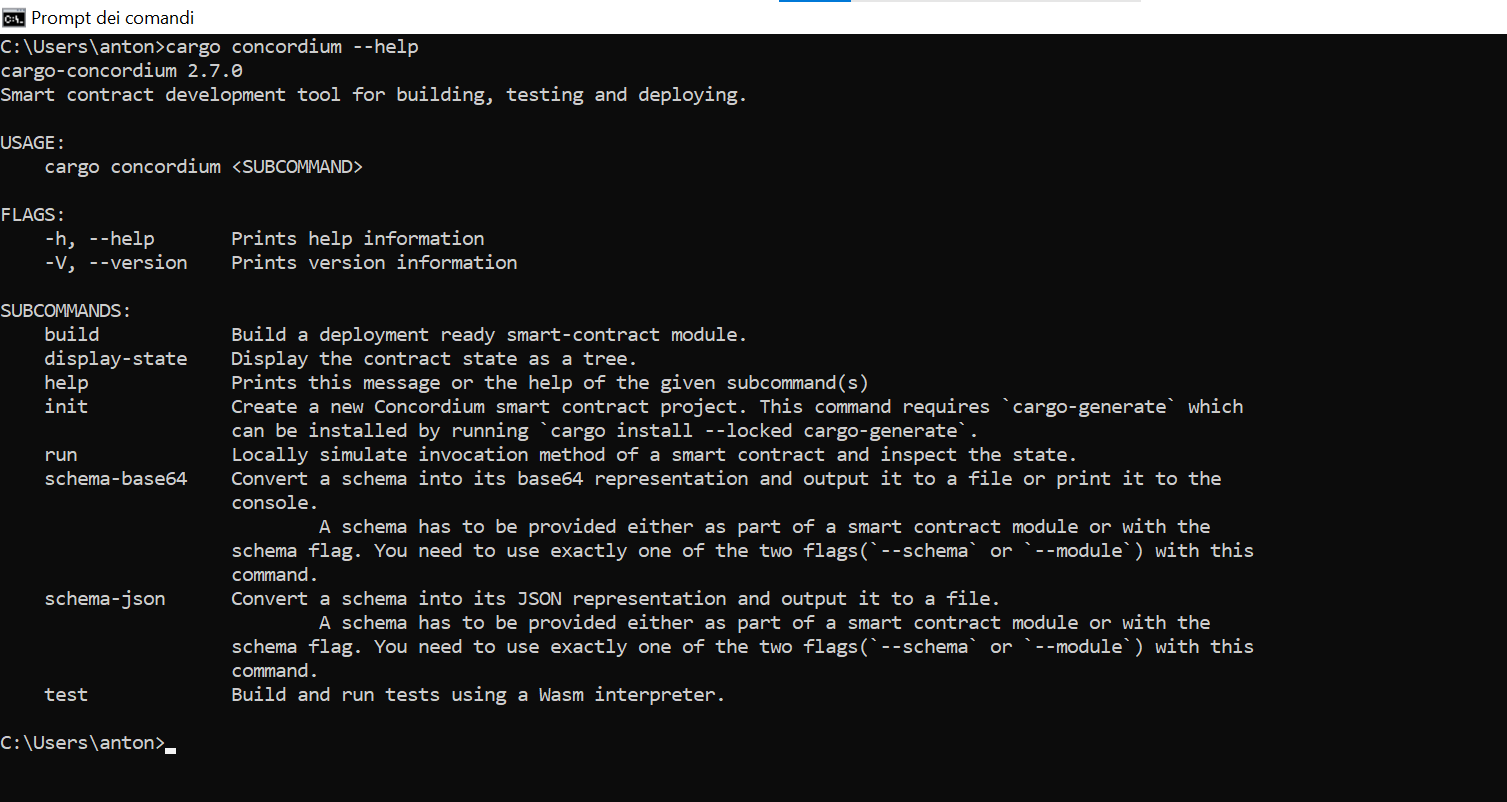 Prompt dei comandi
C:\Users\anton>cargo concordium --help
cargo-concordium 2.7.0
Smart contract development tool for building, testing and deploying.
USAGE:
cargo concordium <SUBCOMMAND>
FLAGS:
-h, --help Prints help information
-V, --version Prints version information
SUBCOMMANDS:
build Build a deployment ready smart-contract module.
display-state Display the contract state as a tree.
help Prints this message or the help of the given subcommand(s)
init Create a new Concordium smart contract project. This command requires `cargo-generate` which
can be installed by running `cargo install --locked cargo-generate`.
run Locally simulate invocation method of a smart contract and inspect the state.
schema-base64 Convert a schema into its base64 representation and output it to a file or print it to the
console.
A schema has to be provided either as part of a smart contract module or with the
schema flag. You need to use exactly one of the two flags(`--schema` or `--module`) with this
command.
schema-json Convert a schema into its JSON representation and output it to a file.
A schema has to be provided either as part of a smart contract module or with the
schema flag. You need to use exactly one of the two flags(`--schema` or `--module`) with this
command.
test Build and run tests using a Wasm interpreter.
C:\Users\anton>